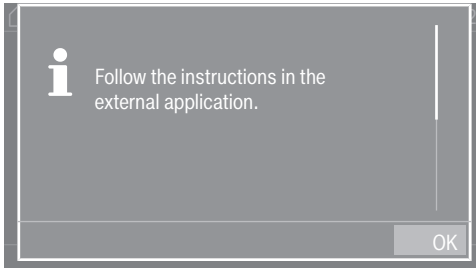 Follow the instructions in the
external application.
OK